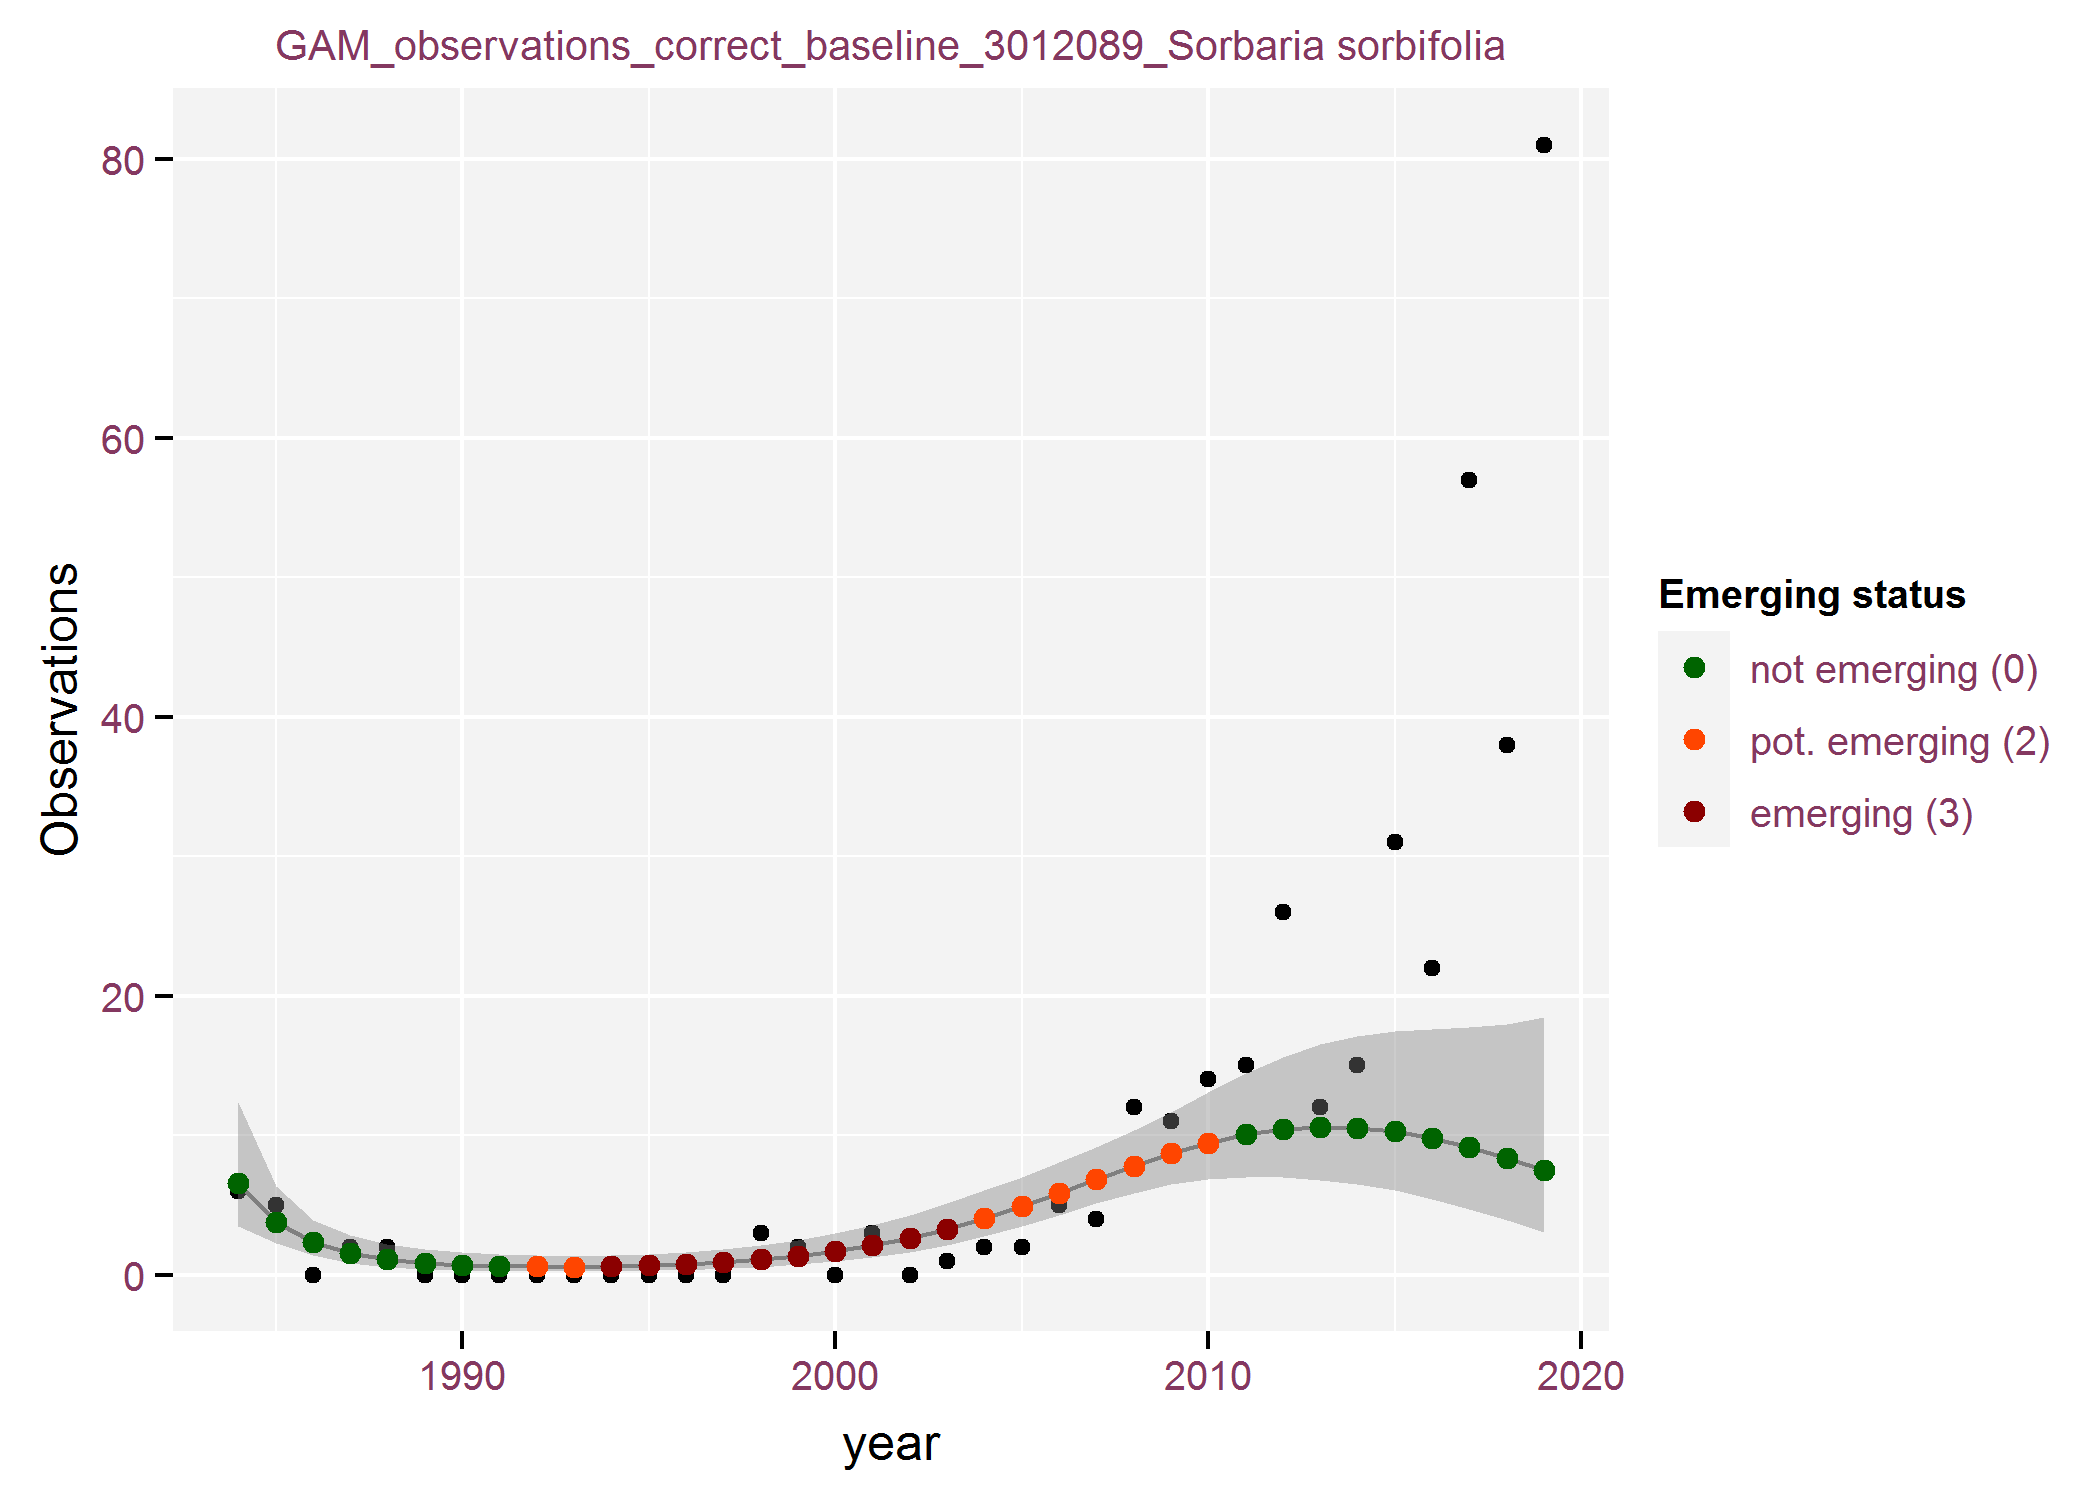 GAM_observations_correct_baseline_3012089_Sorbaria sorbifolia
80
60
40
20
0
Observations
1990
2000
2010
2020
year
Emerging status
not emerging (0)
pot. emerging (2)
emerging (3)